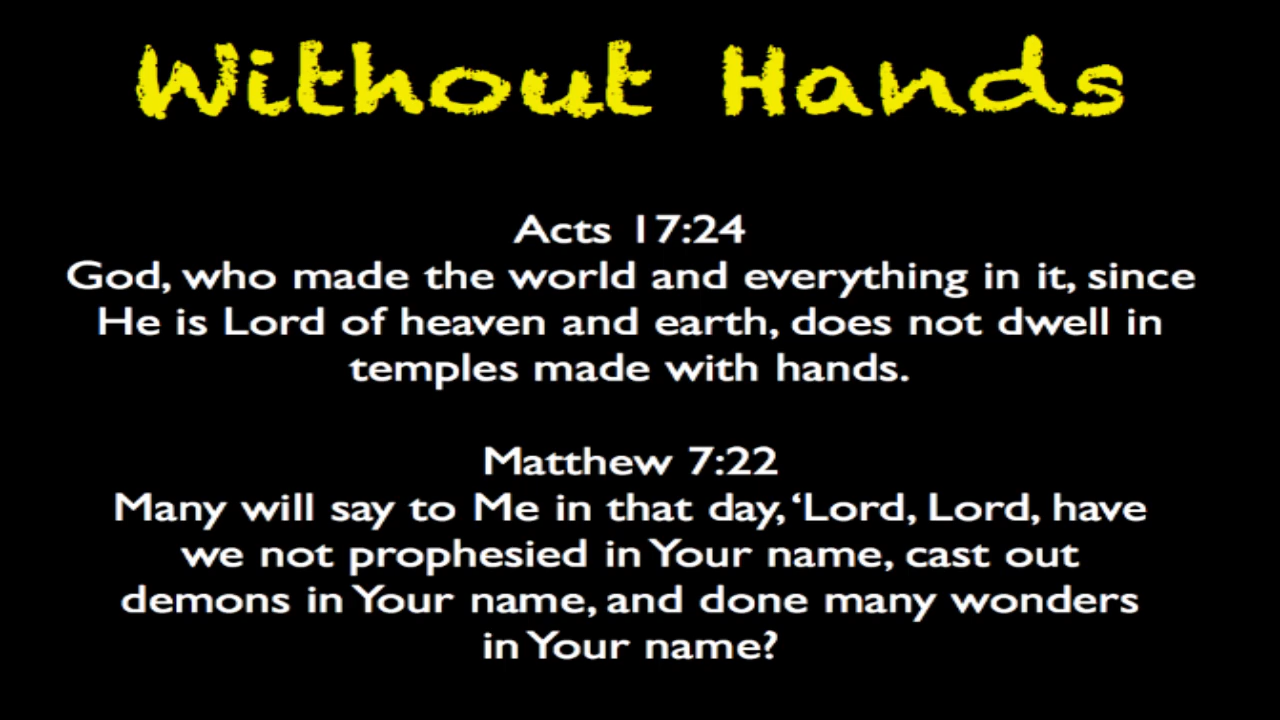 Without Hands
Acts 17:24
God, who made the world and everything in it, since
He is Lord of heaven and earth, does not dwell in
temples made with hands.
Matthew 7:22
Many will say to Me in that day, ‘Lord, Lord, have
we not prophesied in Your name, cast out
demons in Your name, and done many wonders
in Your name?